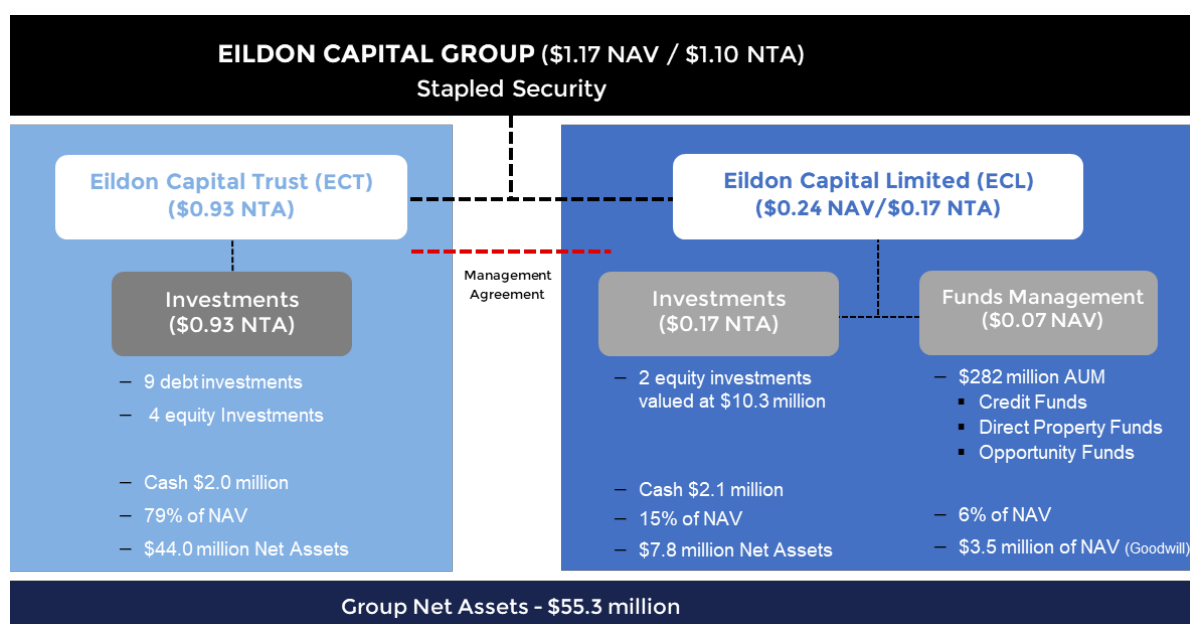 EILDON CAPITAL GROUP ($1.17 NAV / $1.10 NTA)
Stapled Security
Eildon Capital Trust (ECT)
($0.93 NTA)
Eildon Capital Limited (ECL)
($0.24 NAV/$0.17 NTA)
Management
Agreement
Investments
($0.93 NTA)
– 9 debt investments
– 4 equity Investments
– Cash $2.0 million
– 79% of NAV
– $44.0 million Net Assets
Investments
($0.17 NTA)
– 2 equity investments
valued at $10.3 million
– Cash $2.1 million
– 15% of NAV
– $7.8 million Net Assets
Funds Management
($0.07 NAV)
– $282 million AUM
▪ Credit Funds
▪ Direct Property Funds
▪ Opportunity Funds
– 6% of NAV
– $3.5 million of NAV (Goodwill)
Group Net Assets - $55.3 million